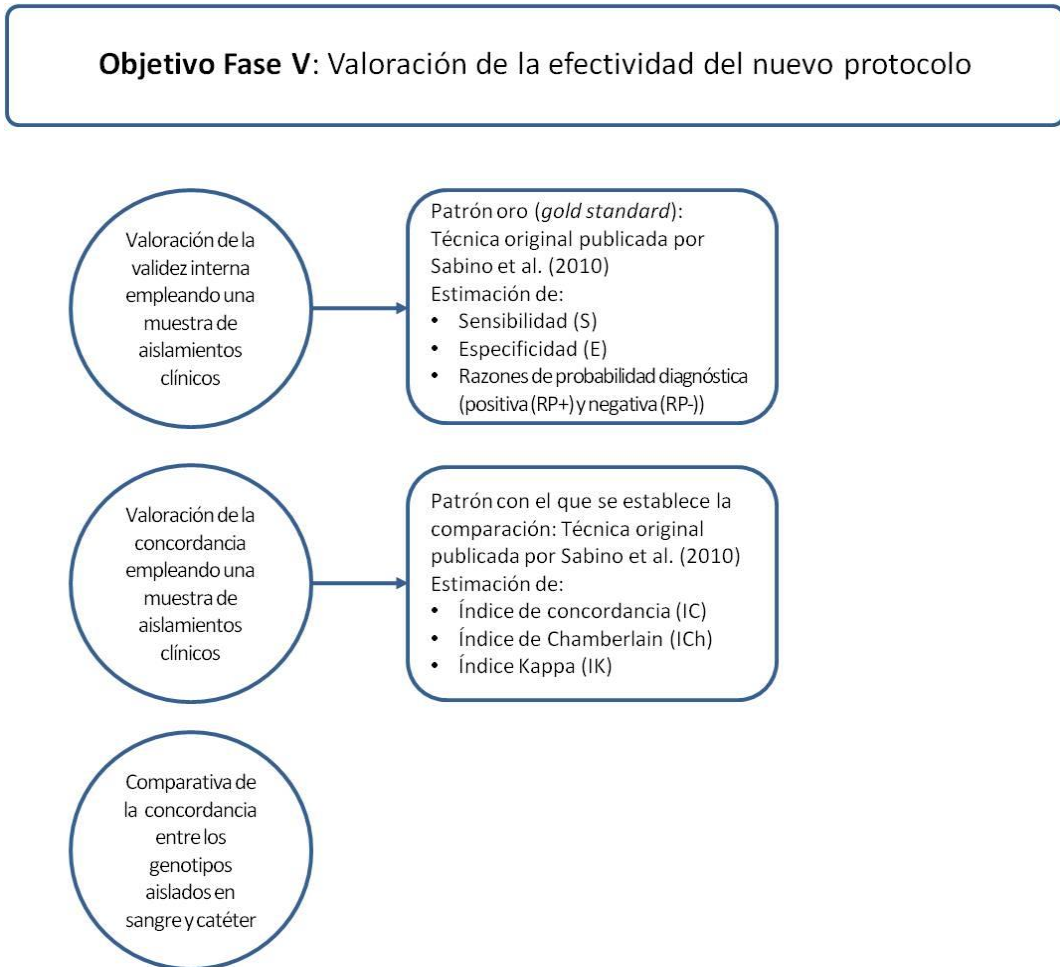 Objetivo Fase V: Valoración de la efectividad del nuevo protocolo
Valoración de la
validez interna
empleando una
muestra de
aislamientos
clínicos
Patrón oro (gold standard):
Técnica original publicada por
Sabino et al. (2010)
Estimación de:
• Sensibilidad (S)
• Especificidad (E)
• Razones de probabilidad diagnóstica
(positiva (RP+) y negativa (RP-))
Valoración de la
concordancia
empleando una
muestra de
aislamientos
clínicos
Patrón con el que se establece la
comparación: Técnica original
publicada por Sabino et al. (2010)
Estimación de:
• Índice de concordancia (IC)
• Índice de Chamberlain (ICh)
• Índice Kappa (IK)
Comparativa de
la concordancia
entre los
genotipos
aislados en
sangre y catéter